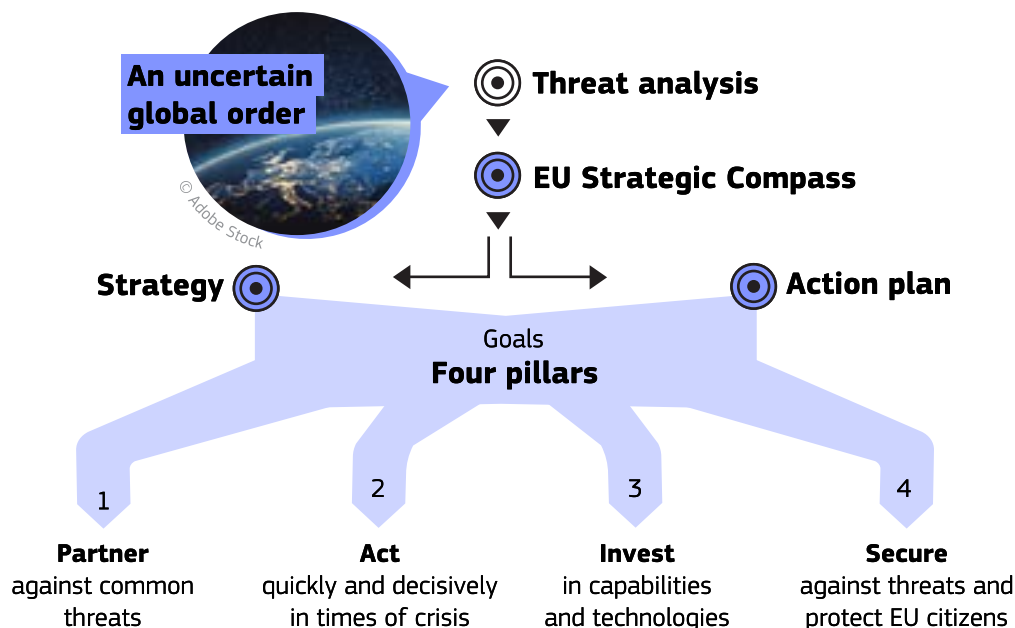 An uncertain
global order
© Adobe Stock
Threat analysis
EU Strategic Compass
Strategy
Action plan
Goals
Four pillars
1
Partner
against common
threats
2
Act
quickly and decisively
in times of crisis
3
Invest
in capabilities
and technologies
4
Secure
against threats and
protect EU citizens